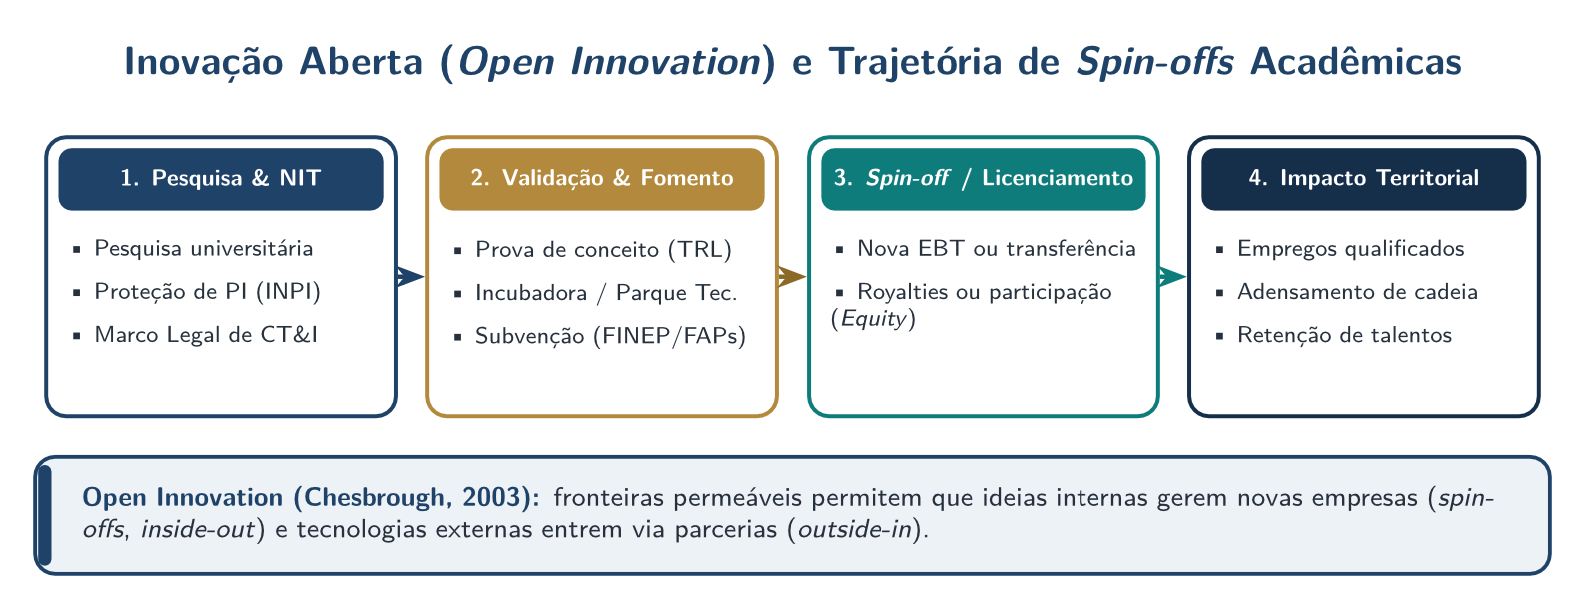 Inovação Aberta (Open Innovation) e Trajetória de Spin-offs Acadêmicas
1. Pesquisa & NIT
▪ Pesquisa universitária
▪ Proteção de PI (INPI)
▪ Marco Legal de CT&I
2. Validação & Fomento
▪ Prova de conceito (TRL)
▪ Incubadora / Parque Tec.
▪ Subvenção (FINEP/FAPs)
3. Spin-off / Licenciamento
▪ Nova EBT ou transferência
▪ Royalties ou participação
(Equity)
4. Impacto Territorial
▪ Empregos qualificados
▪ Adensamento de cadeia
▪ Retenção de talentos
Open Innovation (Chesbrough, 2003): fronteiras permeáveis permitem que ideias internas gerem novas empresas (spin-
offs, inside-out) e tecnologias externas entrem via parcerias (outside-in).